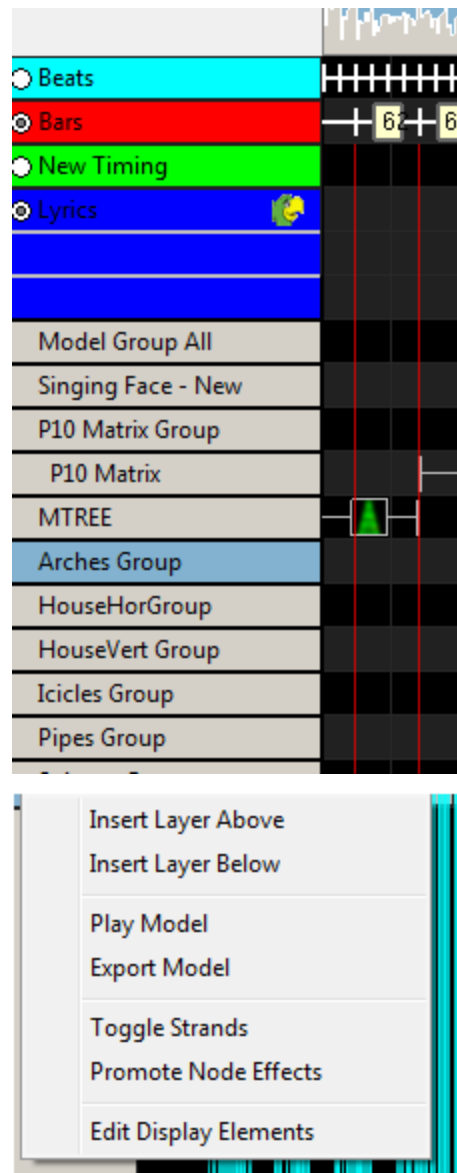 Beats
Bars 62 6
New Timing
Lyrics
Model Group All
Singing Face - New
P10 Matrix Group
P10 Matrix
MTREE
Arches Group
HouseHorGroup
HouseVert Group
Icicles Group
Pipes Group
Insert Layer Above
Insert Layer Below
Play Model
Export Model
Toggle Strands
Promote Node Effects
Edit Display Elements